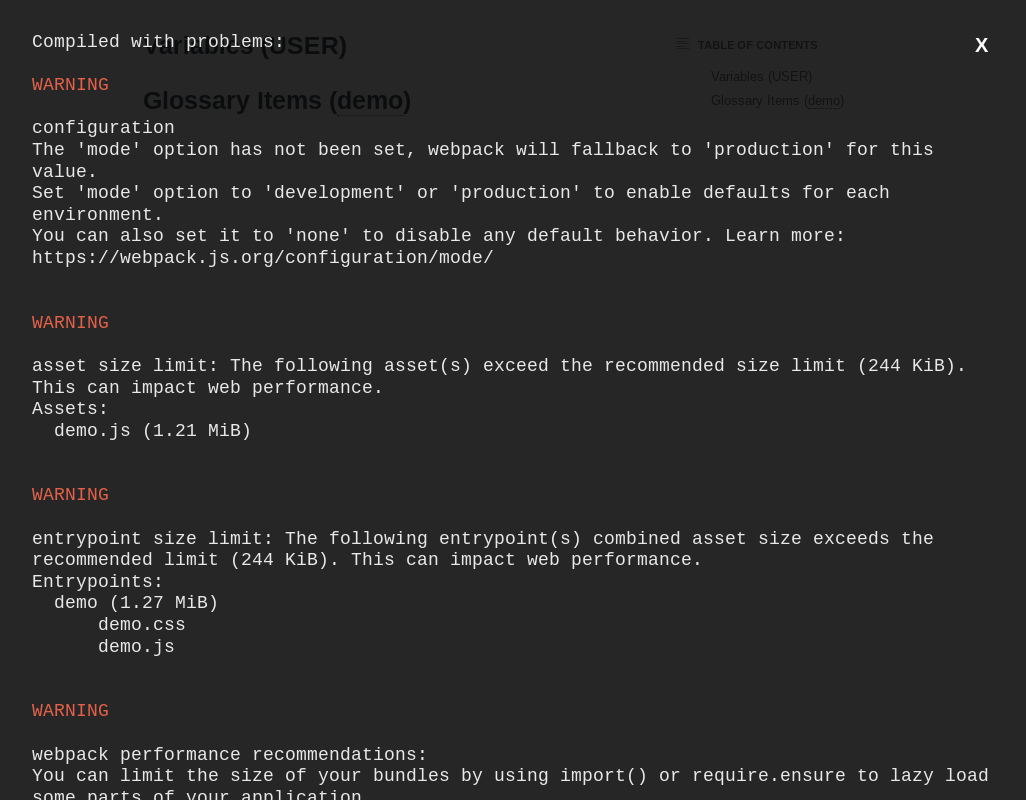 Compiled with problems:
X
Variables (USER)
TABLE OF CONTENTS
Variables (USER)
Glossary Items (demo)
Glossary Items (demo)
WARNING
configuration
The 'mode' option has not been set, webpack will fallback to 'production' for this
value.
Set 'mode' option to 'development' or 'production' to enable defaults for each
environment.
You can also set it to 'none' to disable any default behavior. Learn more:
https://webpack.js.org/configuration/mode/
WARNING
asset size limit: The following asset(s) exceed the recommended size limit (244 KiB).
This can impact web performance.
Assets:
demo.js (1.21 MiB)
WARNING
entrypoint size limit: The following entrypoint(s) combined asset size exceeds the
recommended limit (244 KiB). This can impact web performance.
Entrypoints:
demo (1.27 MiB)
demo.css
demo.js
WARNING
webpack performance recommendations:
You can limit the size of your bundles by using import() or require.ensure to lazy load
some parts of your application